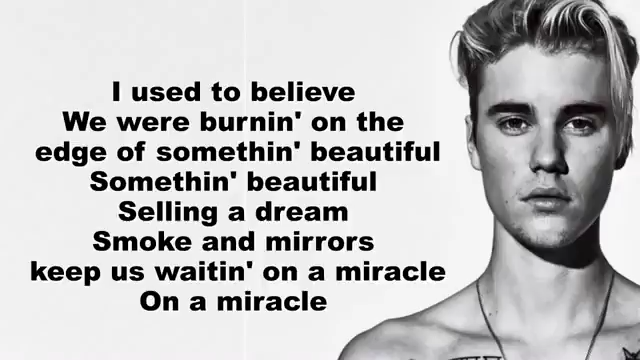 I used to believe
We were burnin' on the
edge of somethin' beautiful
Somethin' beautiful
Selling a dream
Smoke and mirrors
keep us waitin' on a miracle
On a miracle